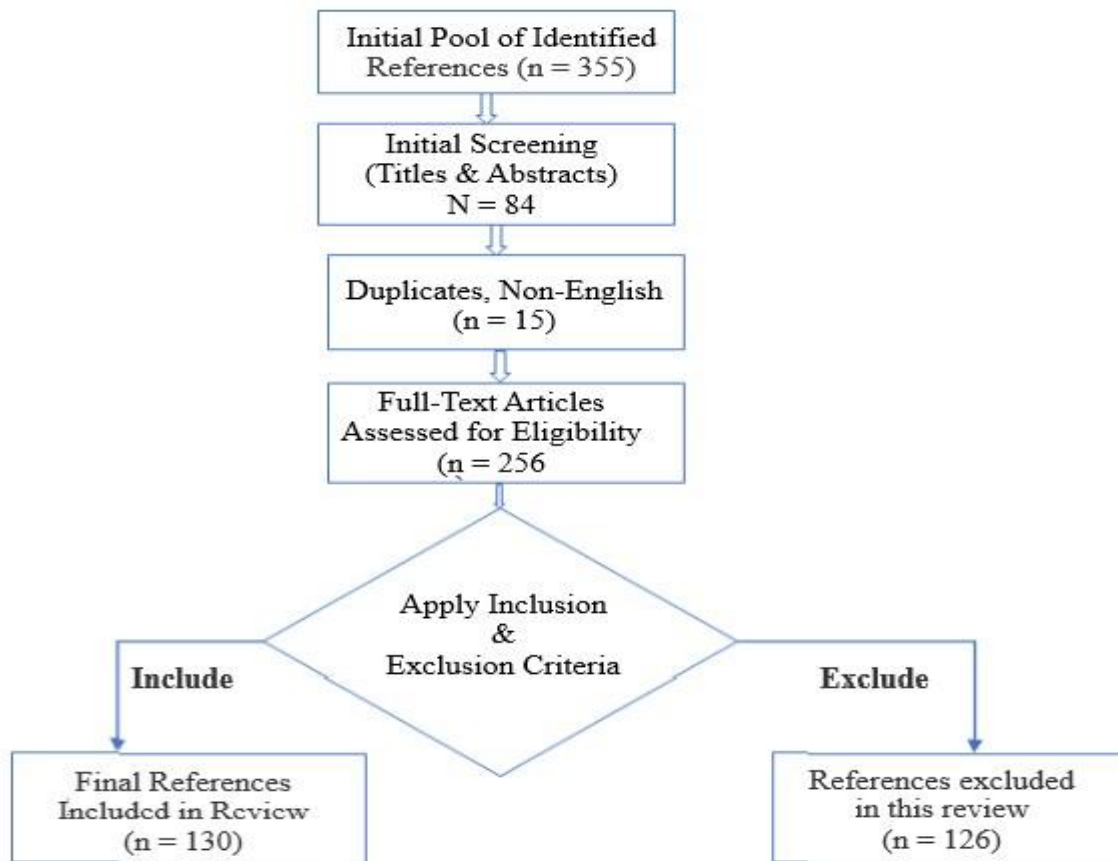 Initial Pool of Identified
References (n = 355)
Initial Screening
(Titles & Abstracts)
N = 84
Duplicates, Non-English
(n = 15)
Full-Text Articles
Assessed for Eligibility
(n = 256
Apply Inclusion
&
Exclusion Criteria
Include
Exclude
Final References
Included in Review
(n = 130)
References excluded
in this review
(n = 126)